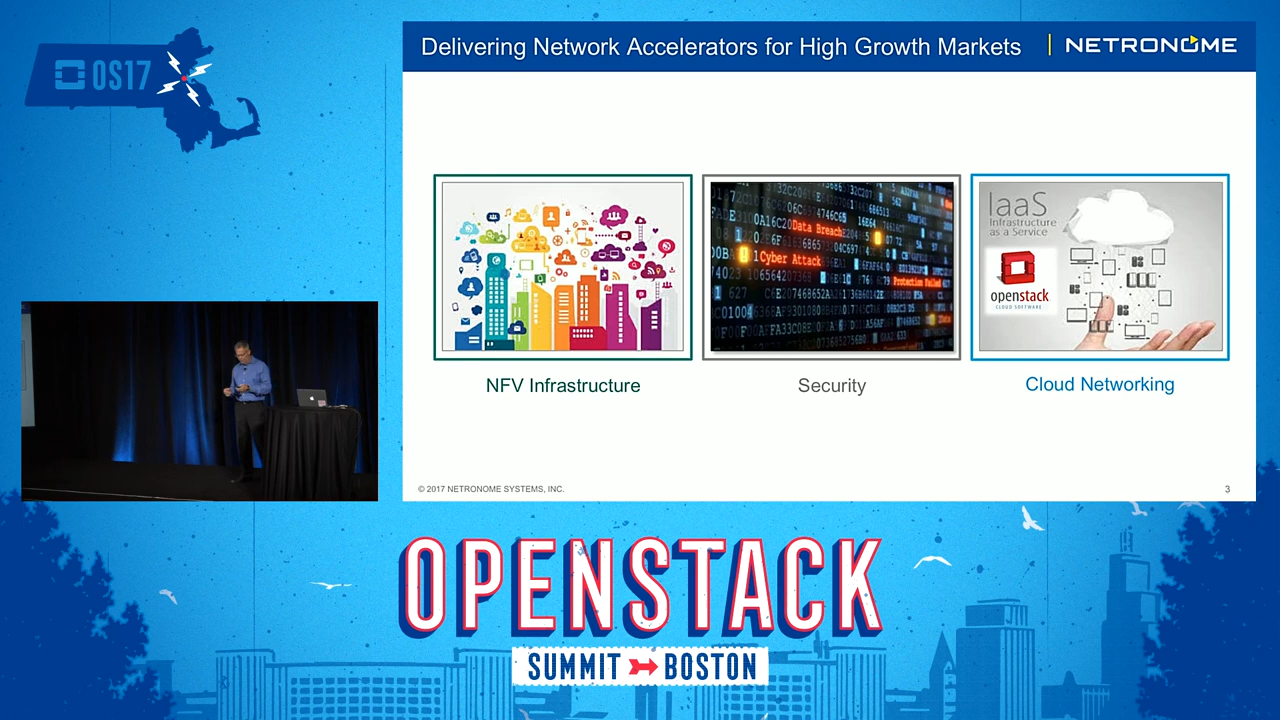 OS17
Delivering Network Accelerators for High Growth Markets
NETRONOME
Data Breach
Cyber Attack
Protection Failed
IaaS
Infrastructure
as a Service
openstack
CLOUD SOFTWARE
NFV Infrastructure
Security
Cloud Networking
© 2017 NETRONOME SYSTEMS, INC.
3
OPENSTACK
SUMMIT BOSTON